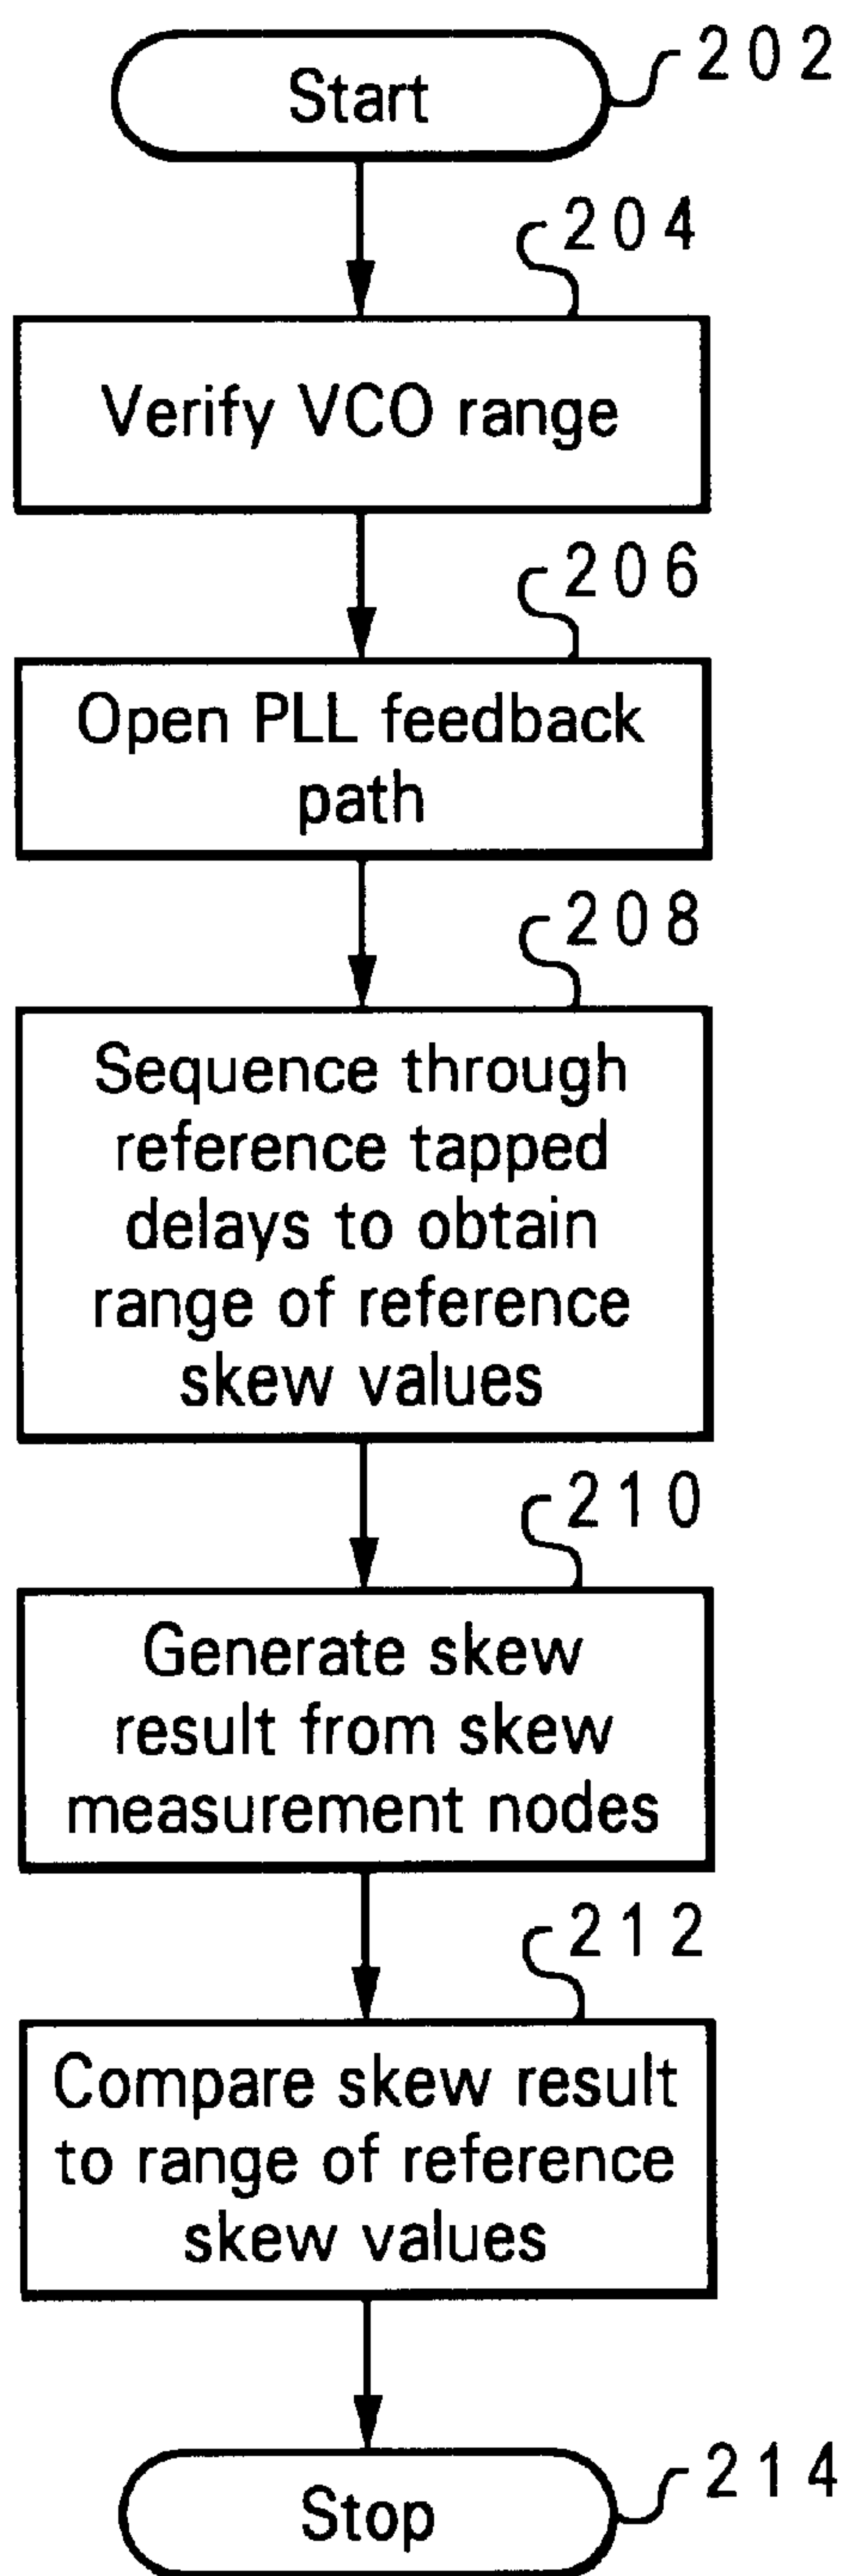 Start
202
204
Verify VCO range
206
Open PLL feedback
path
208
Sequence through
reference tapped
delays to obtain
range of reference
skew values
210
Generate skew
result from skew
measurement nodes
212
Compare skew result
to range of reference
skew values
Stop
214